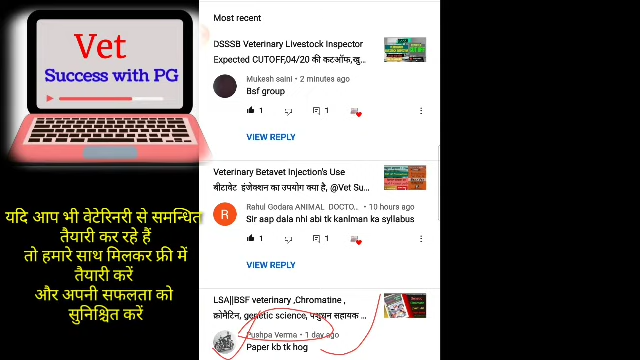 Vet
Success with PG
यदि आप भी वेटेरिनरी से समन्धित
तैयारी कर रहे हैं
तो हमारे साथ मिलकर फ्री में
तैयारी करें
और अपनी सफलता को
सुनिश्चित करें
Most recent
DSSSB Veterinary Livestock Inspector
Expected CUTOFF,04/20 की कटऑफ,खु...
Mukesh saini • 2 minutes ago
Bsf group
1
1
VIEW REPLY
Veterinary Betavet Injection's Use
बीटावेट इंजेक्शन का उपयोग क्या है, @Vet Su...
R
Rahul Godara ANIMAL DOCTO... • 10 hours ago
Sir aap dala nhi abi tk kanlman ka syllabus
1
1
VIEW REPLY
LSA||BSF veterinary ,Chromatine ,
क्रोमैटिन, genetic science, पशुधन सहायक ...
Pushpa Verma • 1 day ago
Paper kb tk hog